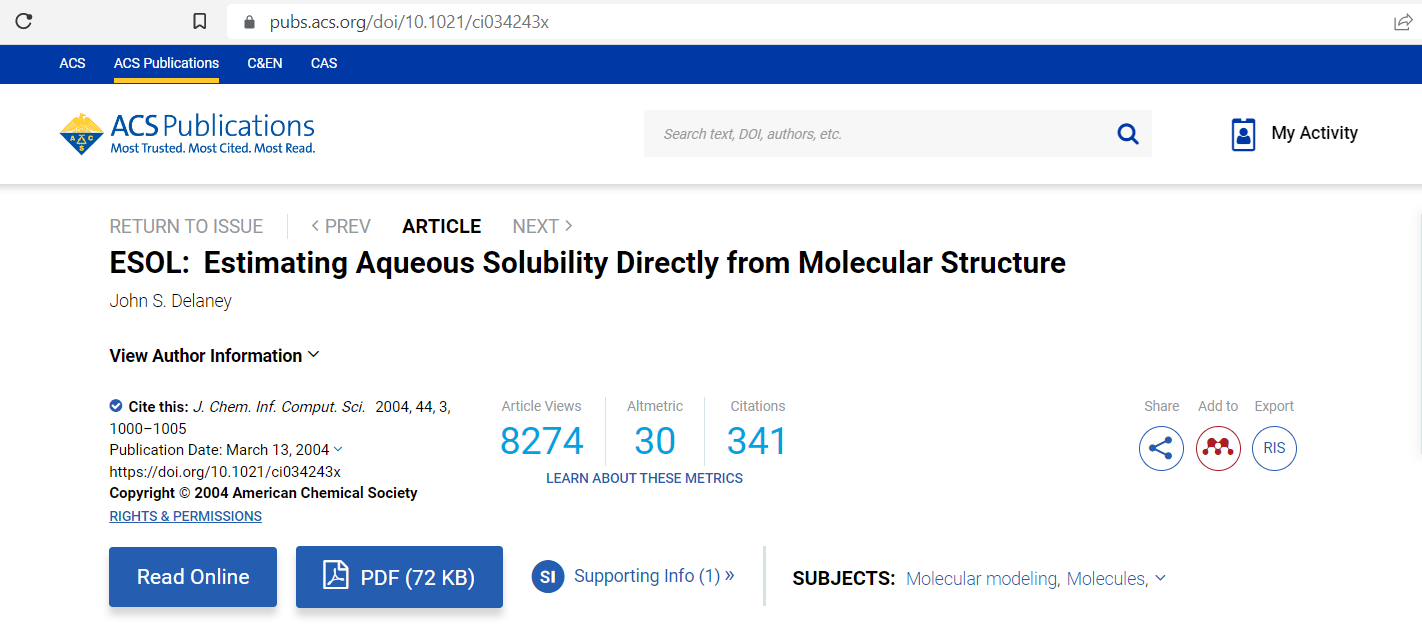 pubs.acs.org/doi/10.1021/ci034243x
ACS ACS Publications C&EN CAS
ACS Publications
Most Trusted. Most Cited. Most Read.
Search text, DOI, authors, etc.
My Activity
RETURN TO ISSUE < PREV ARTICLE NEXT >
ESOL: Estimating Aqueous Solubility Directly from Molecular Structure
John S. Delaney
View Author Information
Cite this: J. Chem. Inf. Comput. Sci. 2004, 44, 3,
1000–1005
Publication Date: March 13, 2004
https://doi.org/10.1021/ci034243x
Copyright © 2004 American Chemical Society
RIGHTS & PERMISSIONS
Article Views Altmetric Citations
8274 30 341
LEARN ABOUT THESE METRICS
Share Add to Export
RIS
Read Online
PDF (72 KB)
SI Supporting Info (1) »
SUBJECTS: Molecular modeling, Molecules,